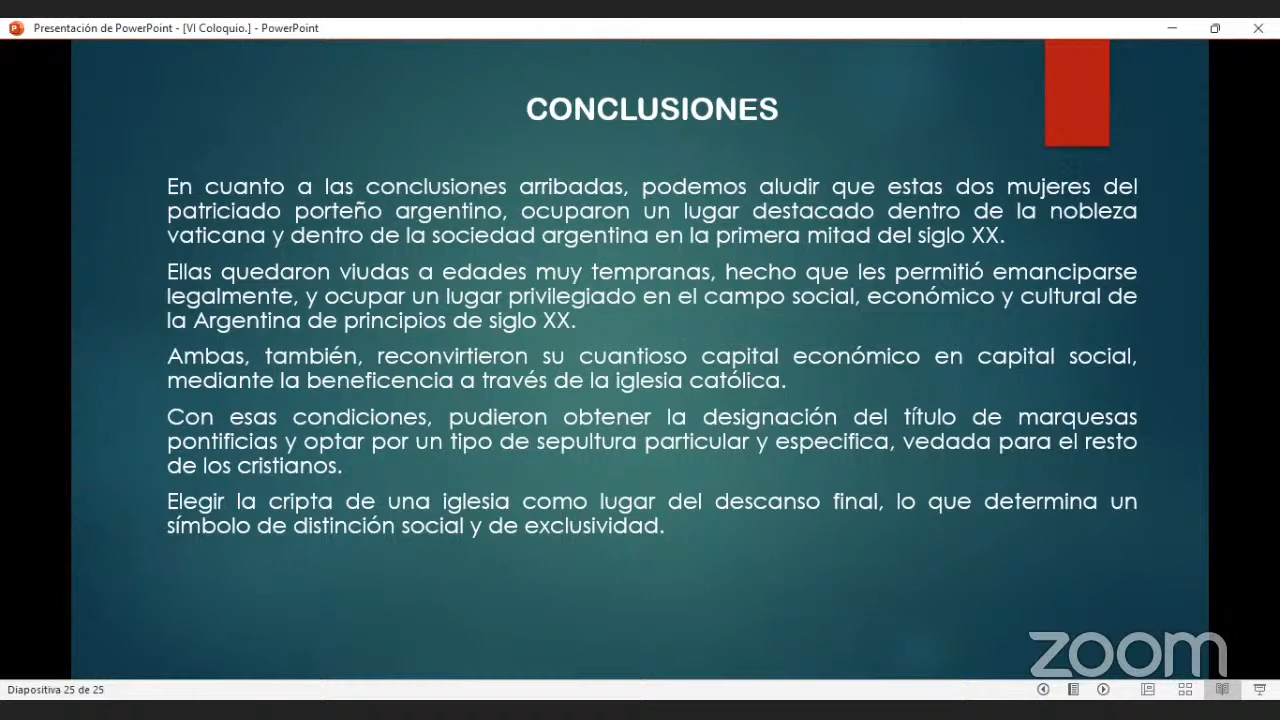 Presentación de PowerPoint - [VI Coloquio.] - PowerPoint
CONCLUSIONES
En cuanto a las conclusiones arribadas, podemos aludir que estas dos mujeres del
patriciado porteño argentino, ocuparon un lugar destacado dentro de la nobleza
vaticana y dentro de la sociedad argentina en la primera mitad del siglo XX.
Ellas quedaron viudas a edades muy tempranas, hecho que les permitió emanciparse
legalmente, y ocupar un lugar privilegiado en el campo social, económico y cultural de
la Argentina de principios de siglo XX.
Ambas, también, reconvirtieron su cuantioso capital económico en capital social,
mediante la beneficencia a través de la iglesia católica.
Con esas condiciones, pudieron obtener la designación del título de marquesas
pontificias y optar por un tipo de sepultura particular y especifica, vedada para el resto
de los cristianos.
Elegir la cripta de una iglesia como lugar del descanso final, lo que determina un
símbolo de distinción social y de exclusividad.
zoom
Diapositiva 25 de 25